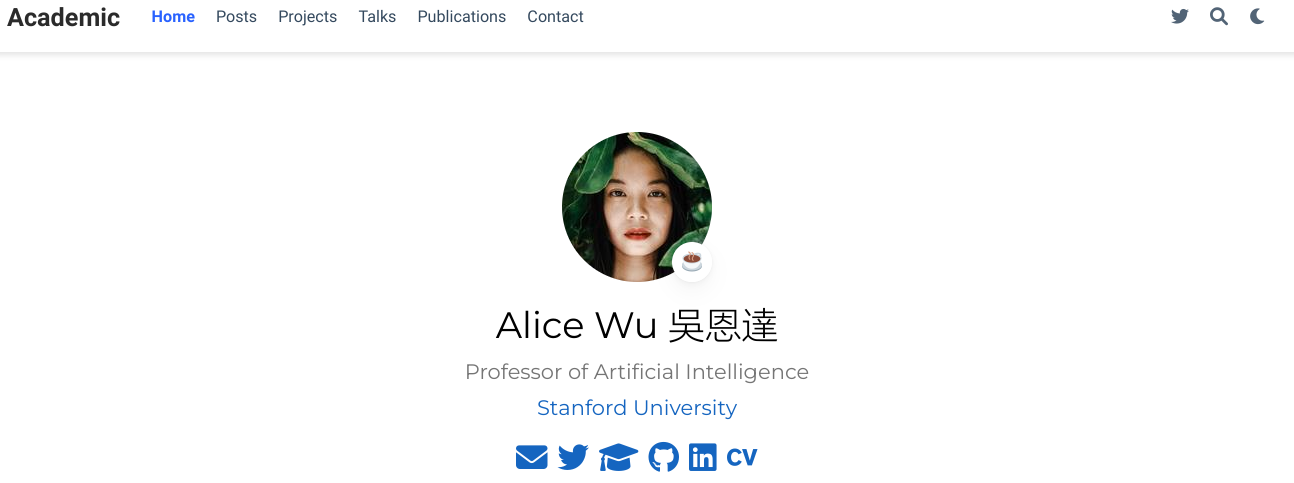 Academic Home Posts Projects Talks Publications Contact
Alice Wu 吳恩達
Professor of Artificial Intelligence
Stanford University
CV